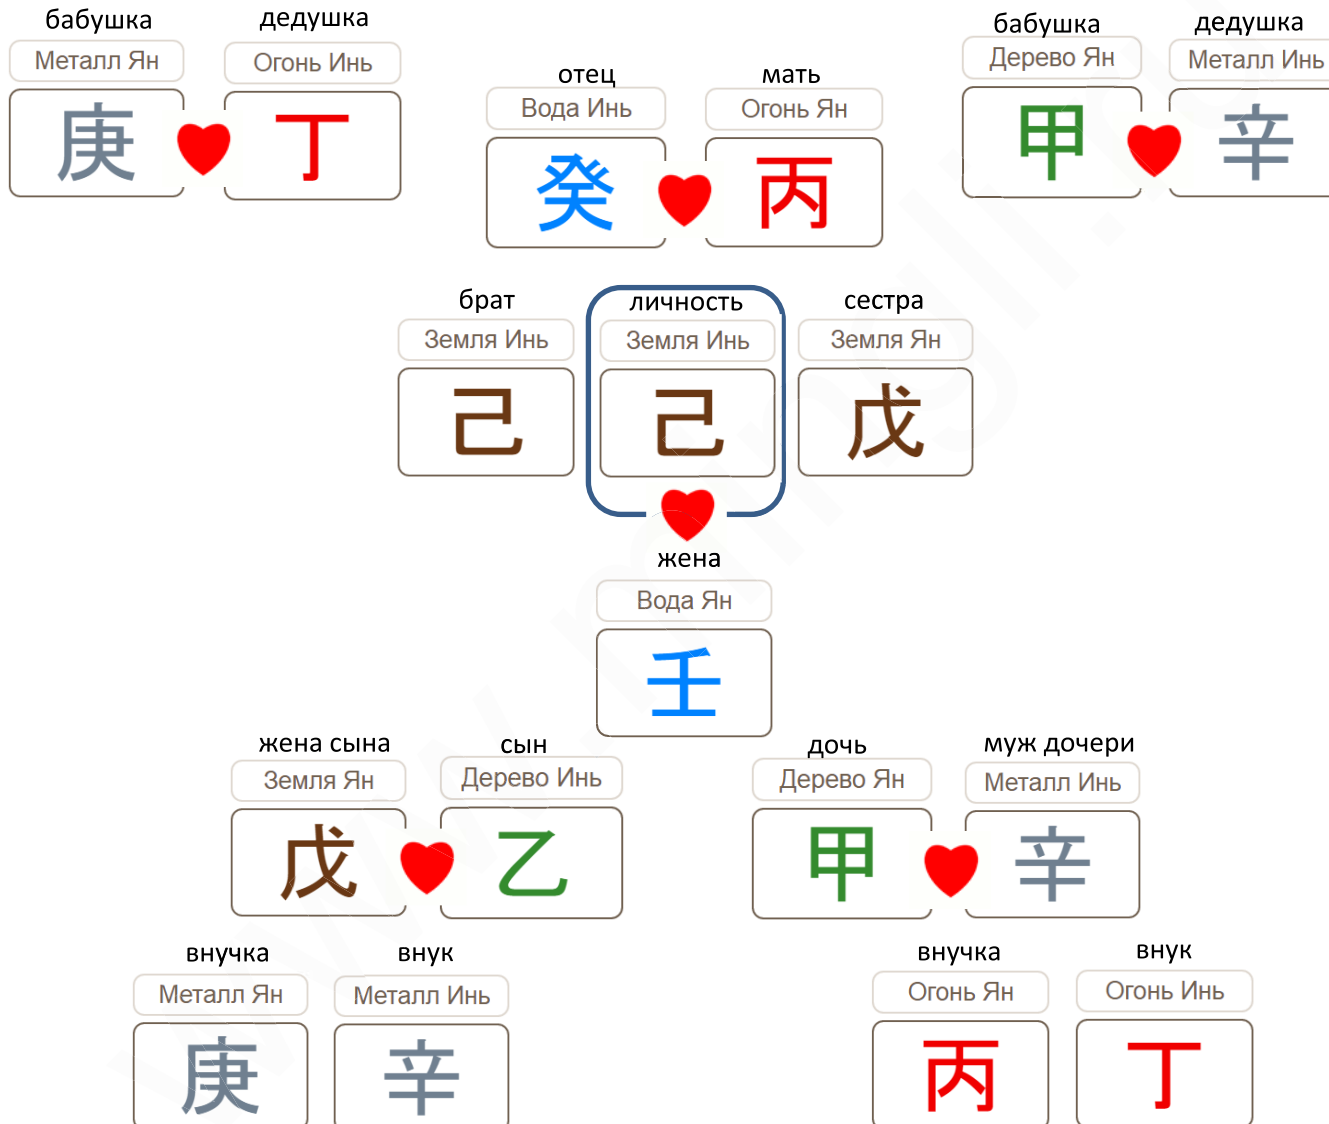 бабушка
дедушка
Металл Ян
Огонь Инь
庚
丁
отец
мать
Вода Инь
Огонь Ян
癸
丙
бабушка
дедушка
Дерево Ян
Металл Инь
甲
辛
брат
личность
сестра
Земля Инь
Земля Инь
Земля Ян
己
己
戊
жена
Вода Ян
壬
жена сына
сын
Земля Ян
Дерево Инь
戊
乙
дочь
муж дочери
Дерево Ян
Металл Инь
甲
辛
внучка
внук
Металл Ян
Металл Инь
庚
辛
внучка
внук
Огонь Ян
Огонь Инь
丙
丁